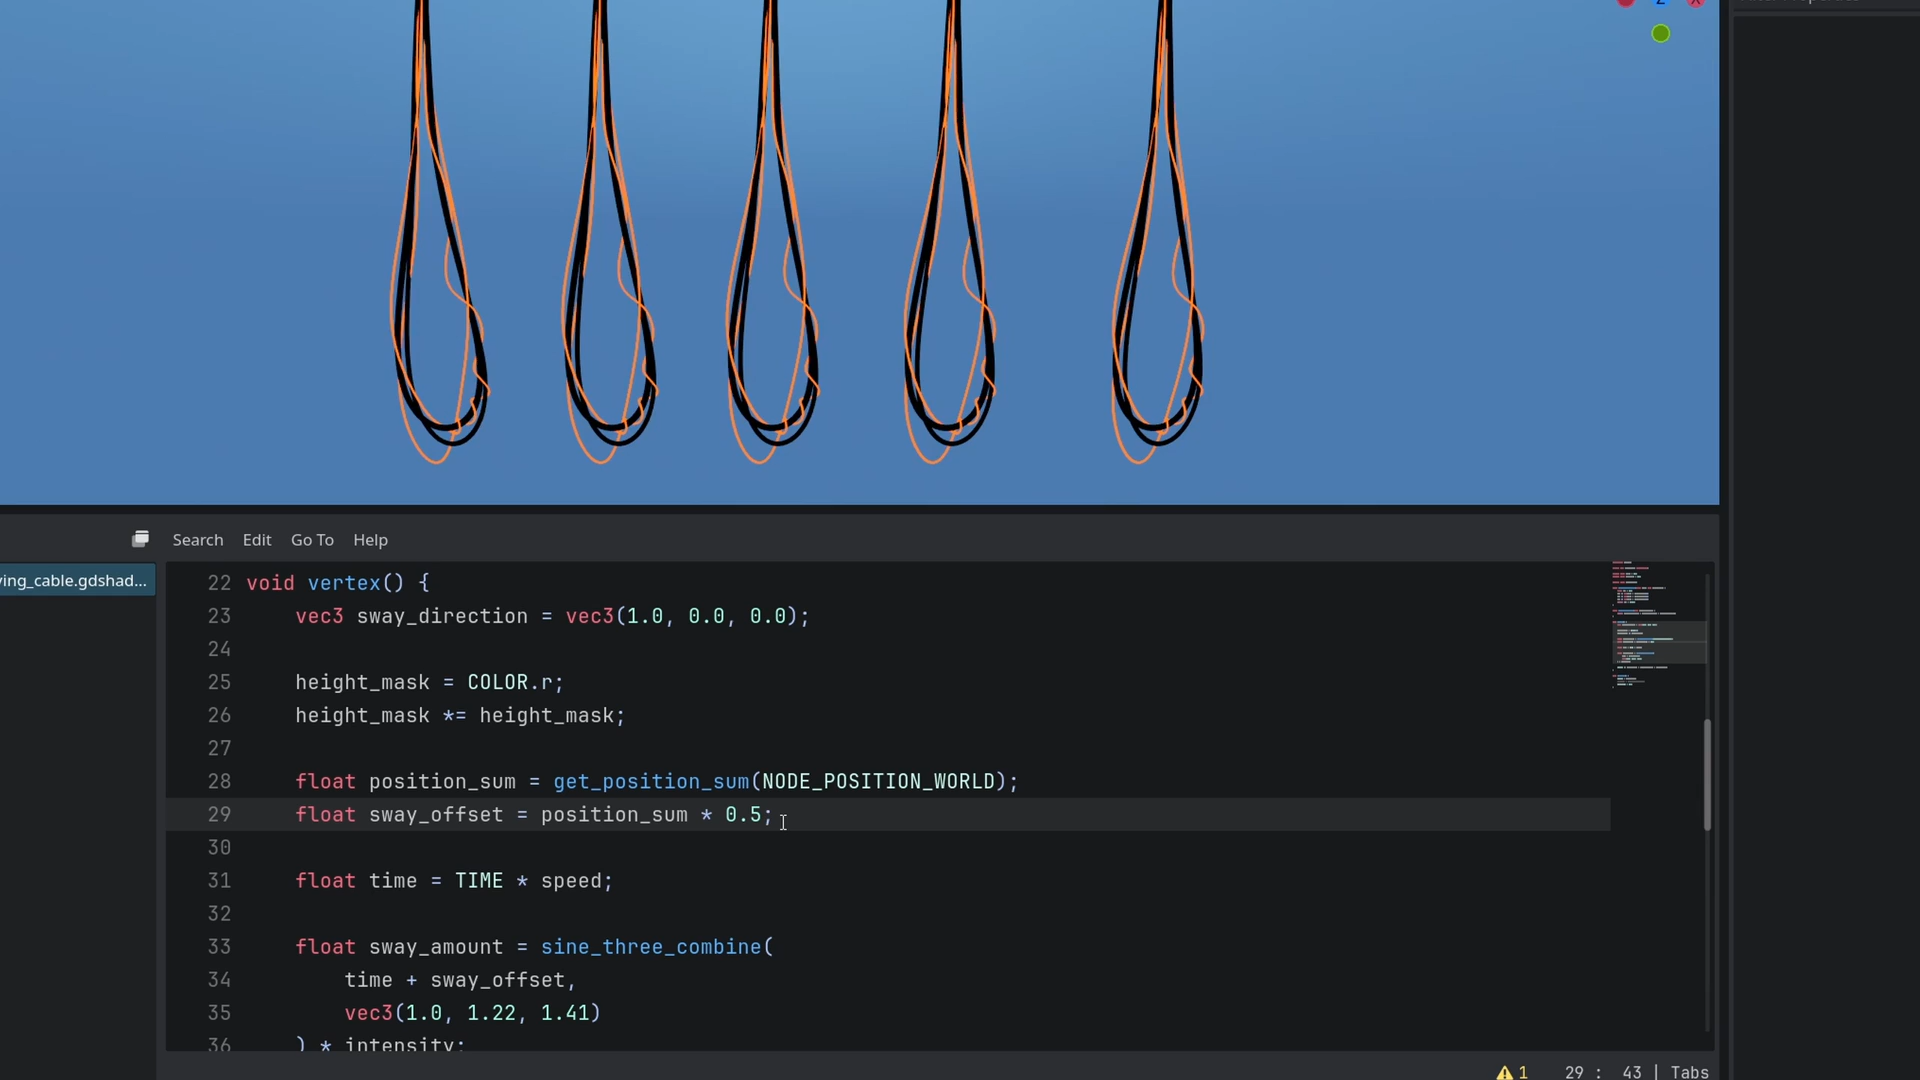 Z
X
Search Edit Go To Help
ving_cable.gdshad...
22 void vertex() {
23 vec3 sway_direction = vec3(1.0, 0.0, 0.0);
24
25 height_mask = COLOR.r;
26 height_mask *= height_mask;
27
28 float position_sum = get_position_sum(NODE_POSITION_WORLD);
29 float sway_offset = position_sum * 0.5;
30
31 float time = TIME * speed;
32
33 float sway_amount = sine_three_combine(
34 time + sway_offset,
35 vec3(1.0, 1.22, 1.41)
36 ) * intensity;
1 29 : 43 | Tabs